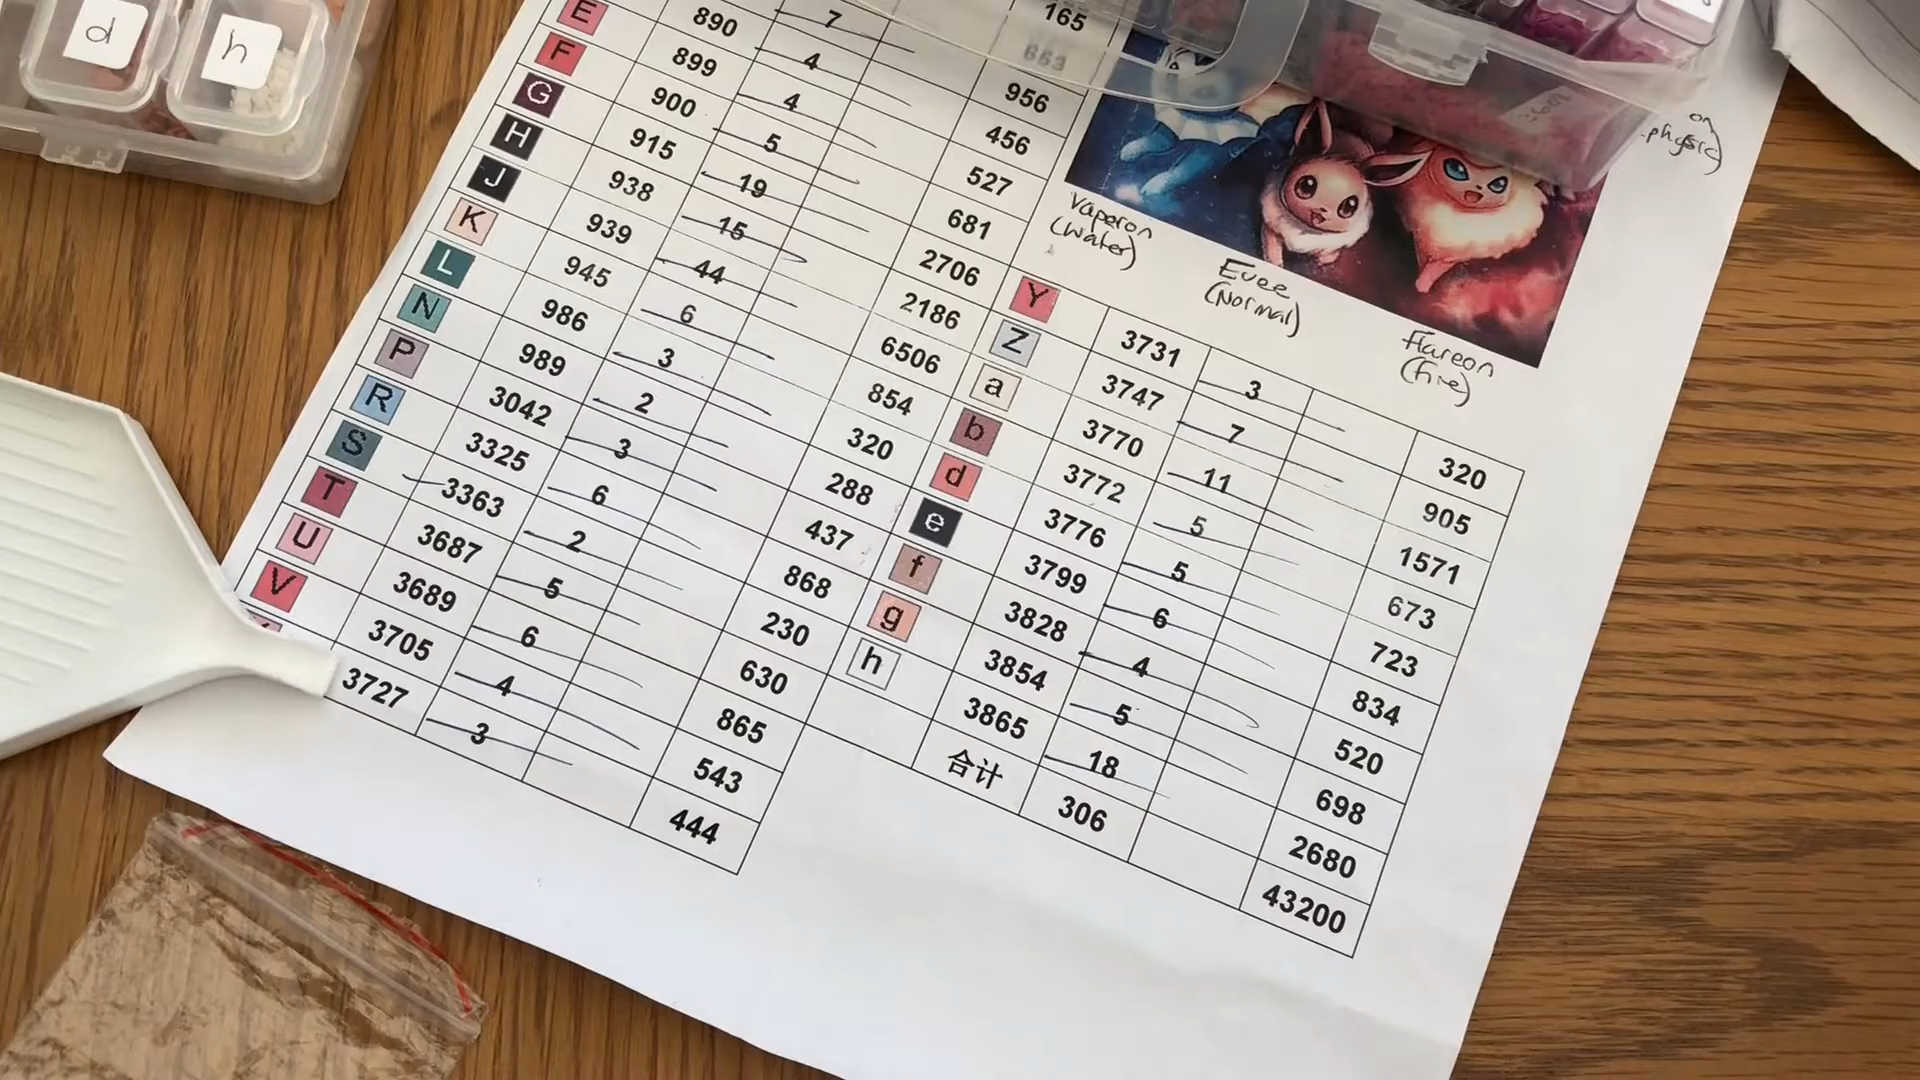 d
h
165
7 956
890 4 456
E 899 4 527
F 900 5 681
G 915 19 2706
H 938 15 2186
J 939 44 6506
K 945 6 854
L 986 3 320
N 989 2 288
P 3042 3 437
R 3325 6 868
S 3363 2 230
T 3687 5 630
U 3689 6 865
V 3705 4 543
3727 3 444
on
Vaperon
(water)
Evee
(Normal)
Flareon
(fire)
Y 3731 3 320
Z 3747 7 905
a 3770 11 1571
b 3772 5 673
d 3776 5 723
e 3799 6 834
f 3828 4 520
g 3854 5 698
h 3865 18 2680
合计 306 43200